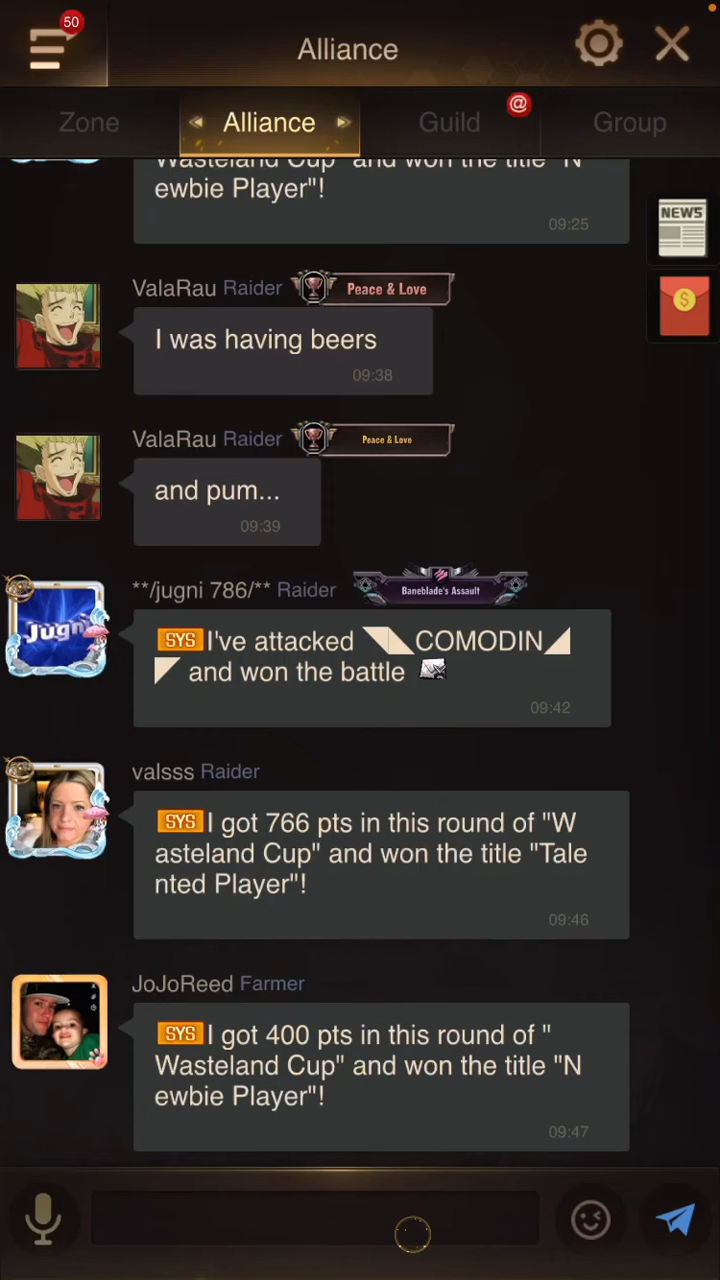 50
Alliance
Zone
Alliance
Guild
@
Group
Wasteland Cup" and won the title "N
ewbie Player"!
09:25
NEWS
$
ValaRau Raider Peace & Love
I was having beers
09:38
ValaRau Raider Peace & Love
and pum...
09:39
**/jugni 786/** Raider Baneblade's Assault
Jugni
SYS I've attacked ◥◣COMODIN◢
◤ and won the battle
09:42
valsss Raider
SYS I got 766 pts in this round of "W
asteland Cup" and won the title "Tale
nted Player"!
09:46
JoJoReed Farmer
SYS I got 400 pts in this round of "
Wasteland Cup" and won the title "N
ewbie Player"!
09:47